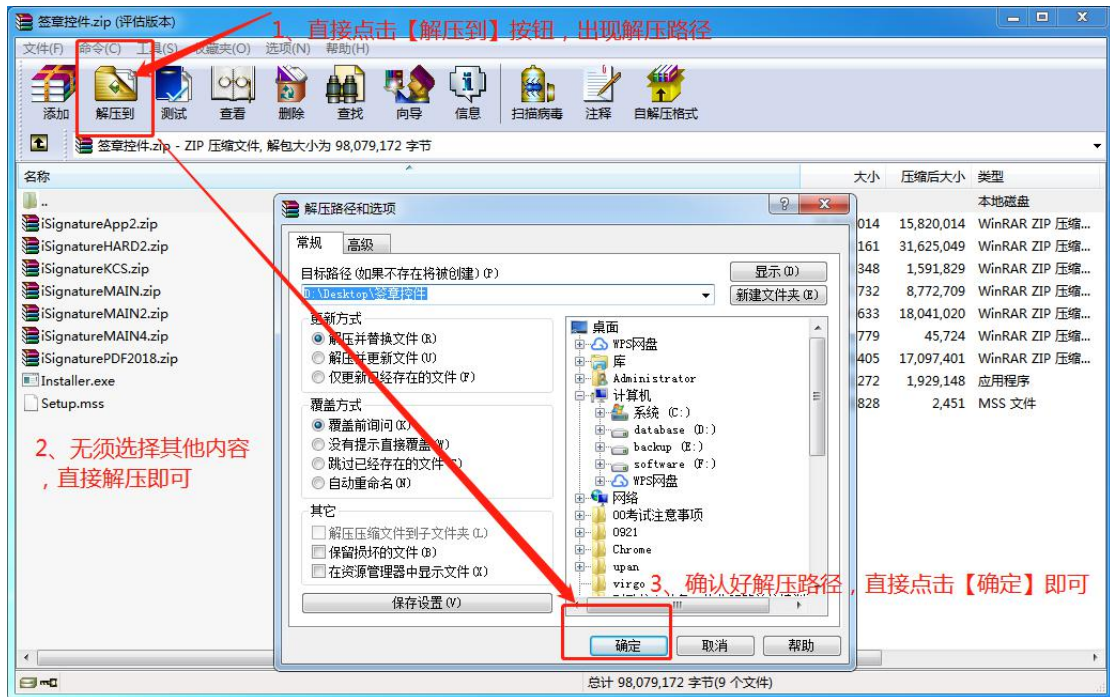 签章控件.zip (评估版本)
1、直接点击【解压到】按钮，出现解压路径
文件(F) 命令(C) 工具(S) 收藏夹(O) 选项(N) 帮助(H)
添加 解压到 测试 查看 删除 查找 向导 信息 扫描病毒 注释 自解压格式
签章控件.zip - ZIP 压缩文件, 解包大小为 98,079,172 字节
名称 大小 压缩后大小 类型
.. 本地磁盘
iSignatureApp2.zip 014 15,820,014 WinRAR ZIP 压缩...
iSignatureHARD2.zip 161 31,625,049 WinRAR ZIP 压缩...
iSignatureKCS.zip 348 1,591,829 WinRAR ZIP 压缩...
iSignatureMAIN.zip 732 8,772,709 WinRAR ZIP 压缩...
iSignatureMAIN2.zip 633 18,041,020 WinRAR ZIP 压缩...
iSignatureMAIN4.zip 779 45,724 WinRAR ZIP 压缩...
iSignaturePDF2018.zip 405 17,097,401 WinRAR ZIP 压缩...
Installer.exe 272 1,929,148 应用程序
Setup.mss 828 2,451 MSS 文件
2、无须选择其他内容
，直接解压即可
解压路径和选项
常规 高级
目标路径(如果不存在将被创建)(P)
显示(D)
D:\Desktop\签章控件
新建文件夹(E)
更新方式
解压并替换文件(R)
解压并更新文件(U)
仅更新已经存在的文件(F)
覆盖方式
覆盖前询问(K)
没有提示直接覆盖(W)
跳过已经存在的文件
自动重命名(N)
其它
解压压缩文件到子文件夹(L)
保留损坏的文件(B)
在资源管理器中显示文件(X)
保存设置(V)
桌面
WPS网盘
库
Administrator
计算机
系统 (C:)
database (D:)
backup (E:)
software (F:)
WPS网盘
网络
00考试注意事项
0921
Chrome
upan
virgo
3、确认好解压路径，直接点击【确定】即可
确定 取消 帮助
总计 98,079,172 字节(9 个文件)